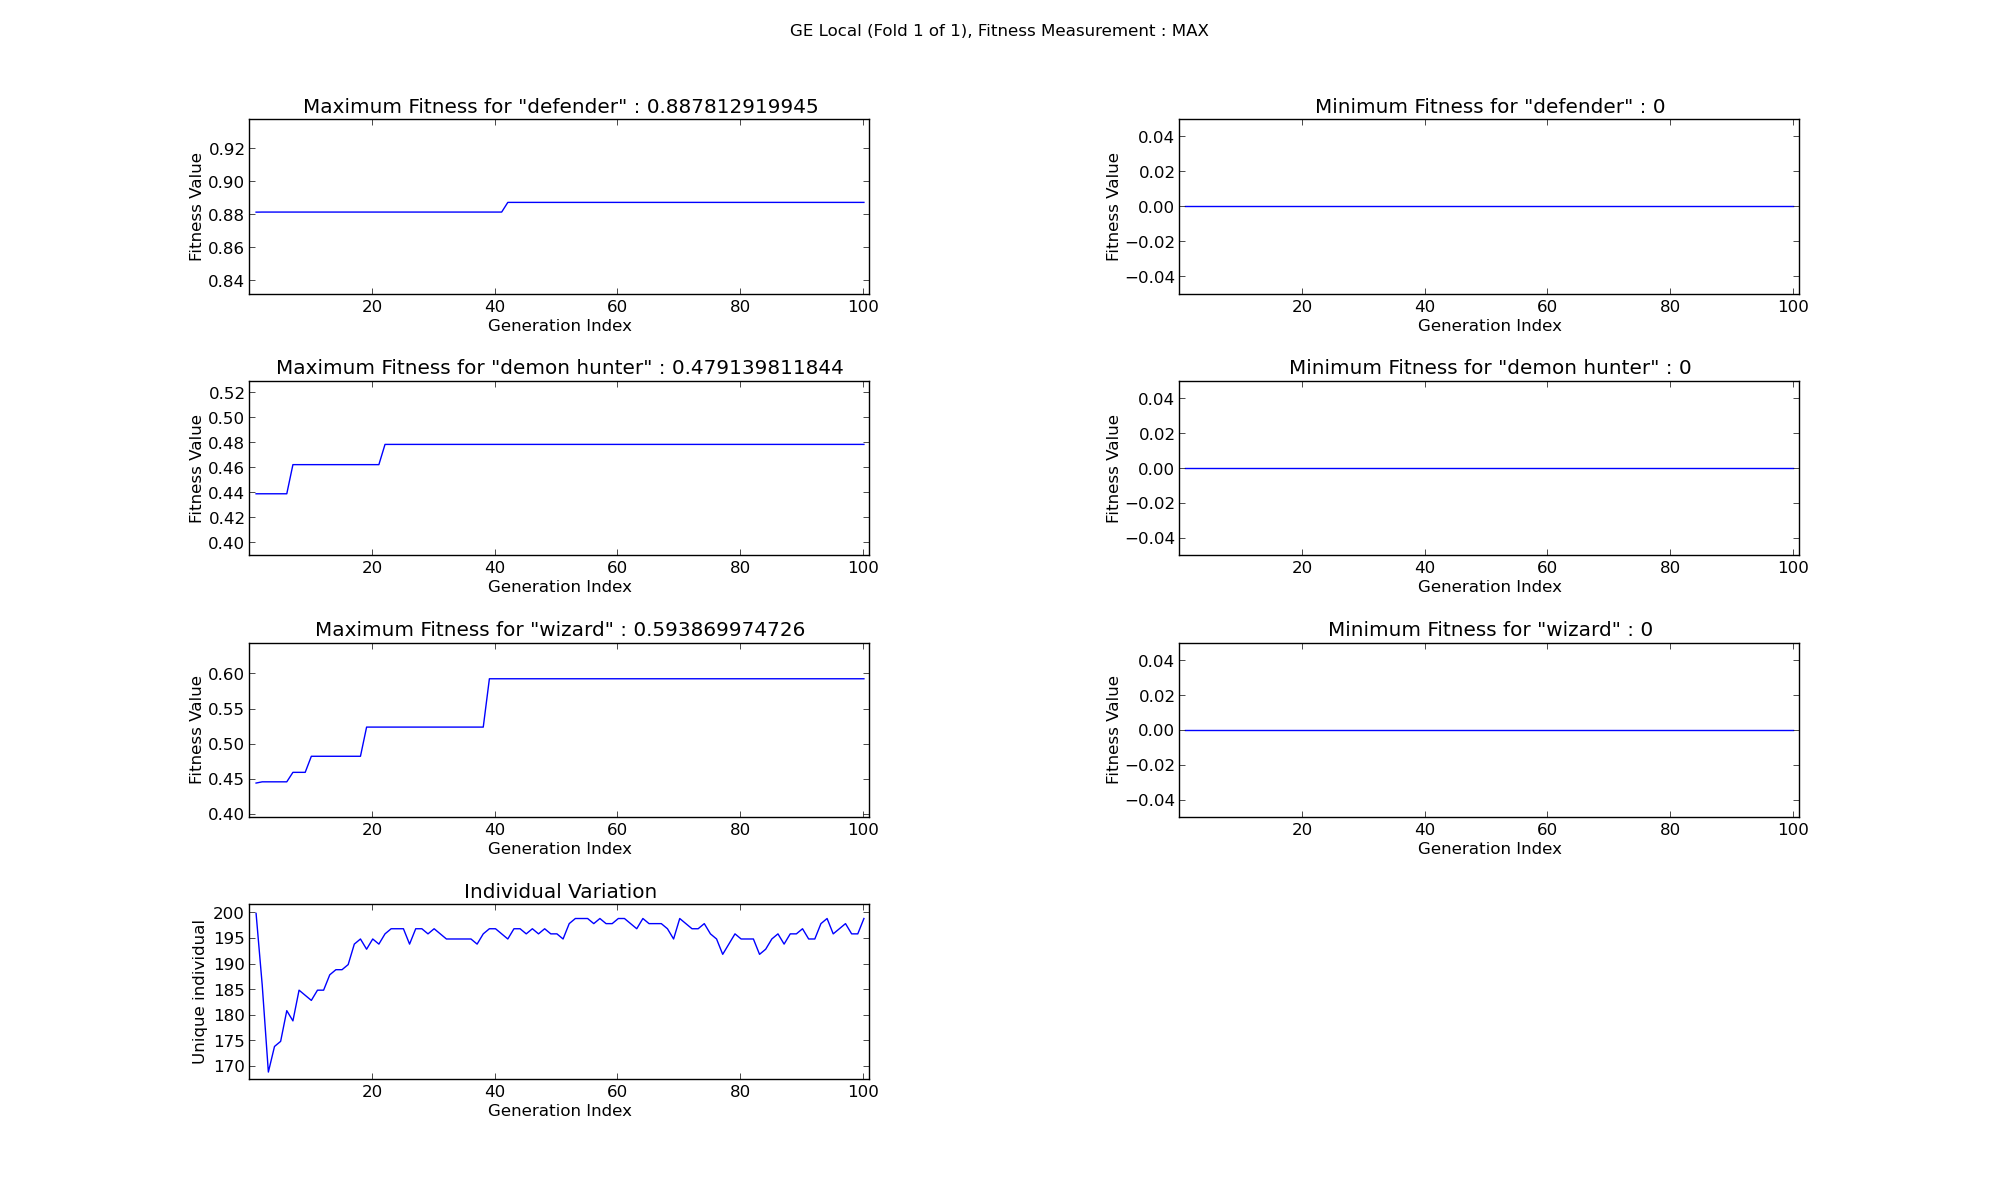 GE Local (Fold 1 of 1), Fitness Measurement : MAX
Maximum Fitness for "defender" : 0.887812919945
Fitness Value
0.92
0.90
0.88
0.86
0.84
20 40 60 80 100
Generation Index
Minimum Fitness for "defender" : 0
Fitness Value
0.04
0.02
0.00
−0.02
−0.04
20 40 60 80 100
Generation Index
Maximum Fitness for "demon hunter" : 0.479139811844
Fitness Value
0.52
0.50
0.48
0.46
0.44
0.42
0.40
20 40 60 80 100
Generation Index
Minimum Fitness for "demon hunter" : 0
Fitness Value
0.04
0.02
0.00
−0.02
−0.04
20 40 60 80 100
Generation Index
Maximum Fitness for "wizard" : 0.593869974726
Fitness Value
0.60
0.55
0.50
0.45
0.40
20 40 60 80 100
Generation Index
Minimum Fitness for "wizard" : 0
Fitness Value
0.04
0.02
0.00
−0.02
−0.04
20 40 60 80 100
Generation Index
Individual Variation
Unique individual
200
195
190
185
180
175
170
20 40 60 80 100
Generation Index